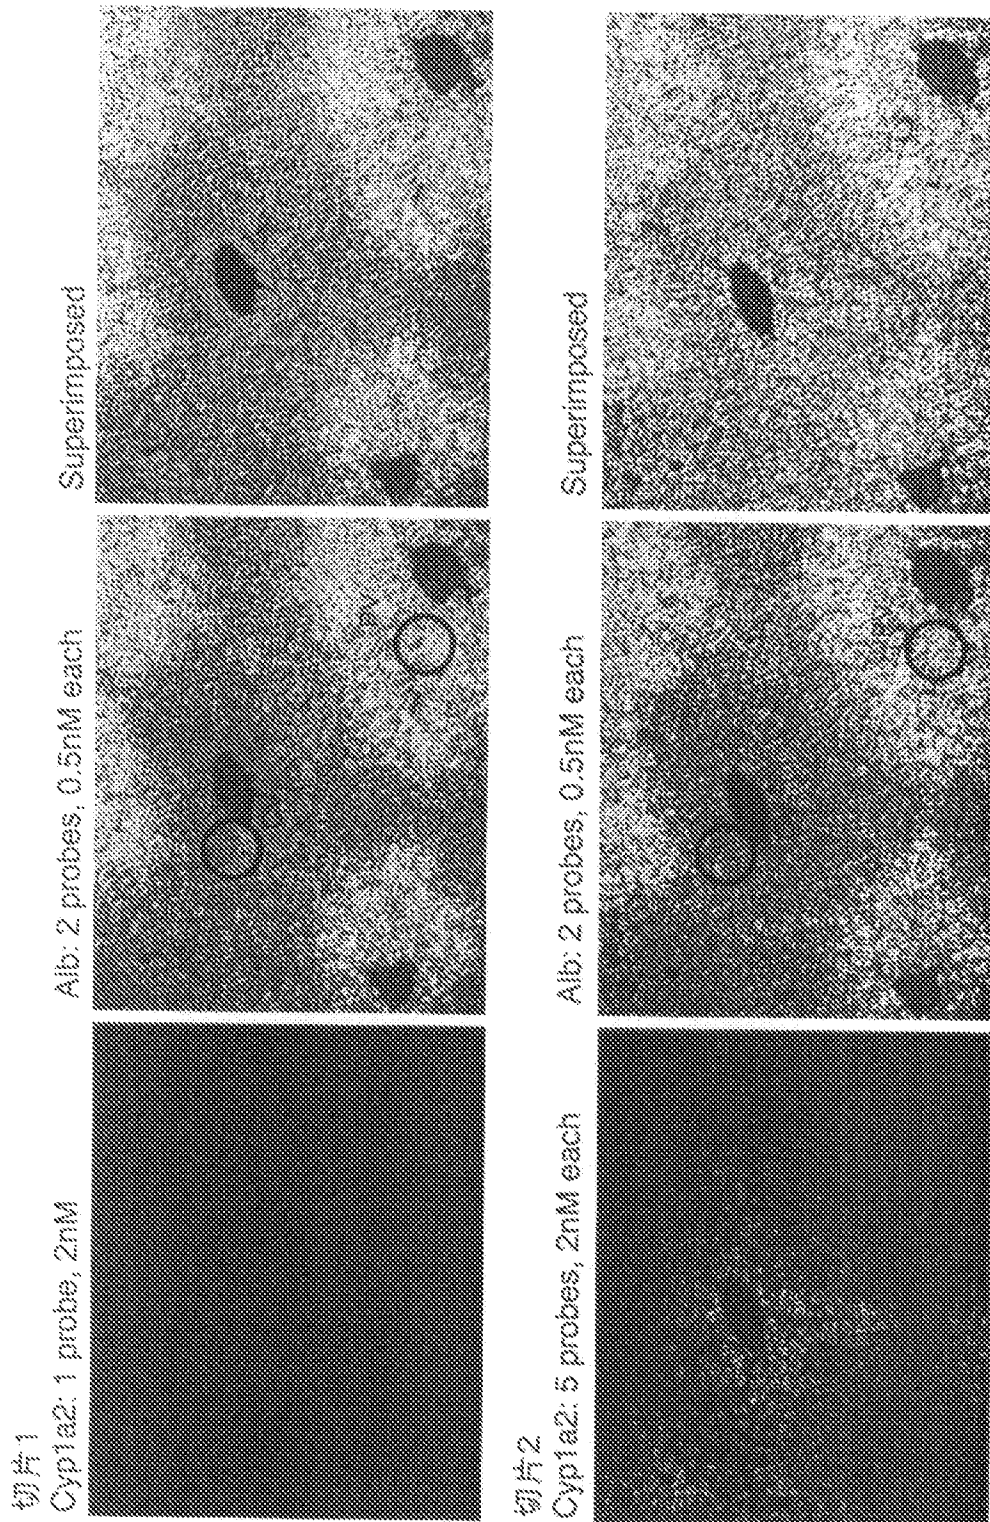 切片1
Cyp1a2: 1 probe, 2nM
Alb: 2 probes, 0.5nM each
Superimposed
切片2
Cyp1a2: 5 probes, 2nM each
Alb: 2 probes, 0.5nM each
Superimposed